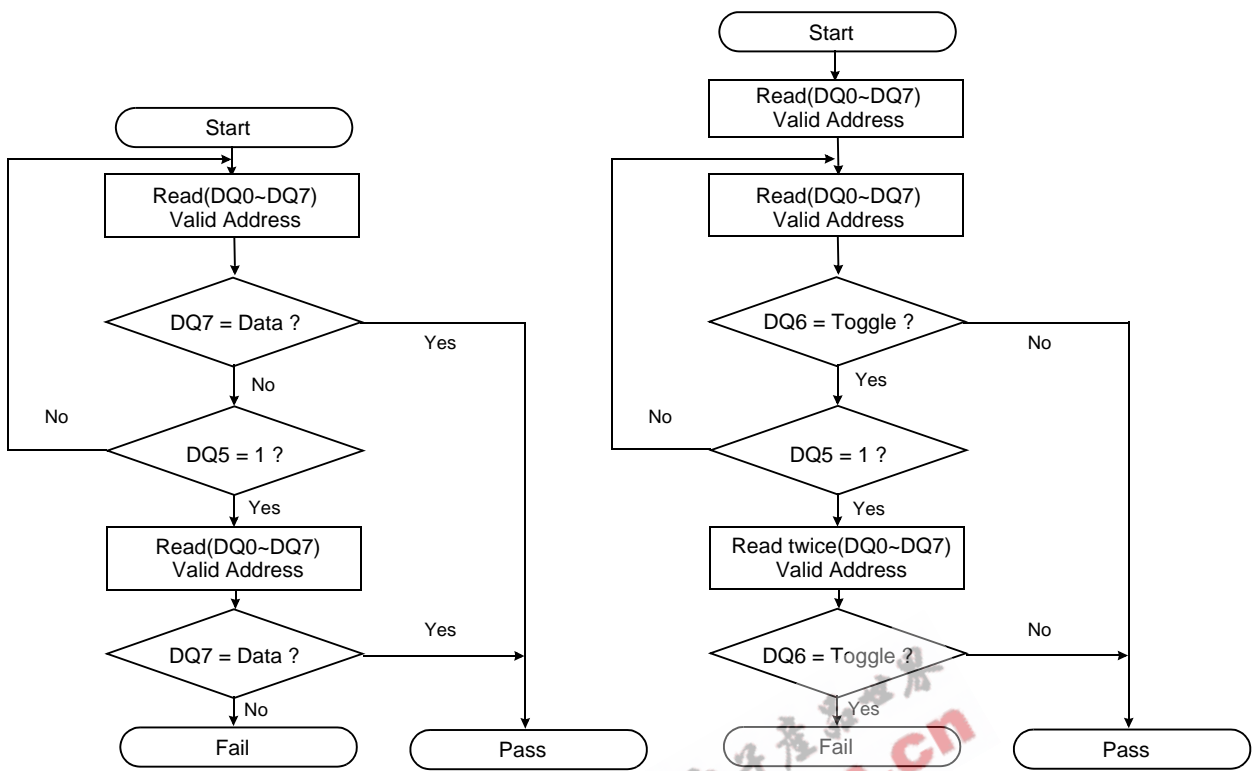 Start
Read(DQ0~DQ7)
Valid Address
DQ7 = Data ?
Yes
No
No
DQ5 = 1 ?
Yes
Read(DQ0~DQ7)
Valid Address
DQ7 = Data ?
Yes
No
Fail
Pass
Start
Read(DQ0~DQ7)
Valid Address
Read(DQ0~DQ7)
Valid Address
DQ6 = Toggle ?
No
Yes
No
DQ5 = 1 ?
Yes
Read twice(DQ0~DQ7)
Valid Address
DQ6 = Toggle ?
No
Yes
Fail
Pass
.cn